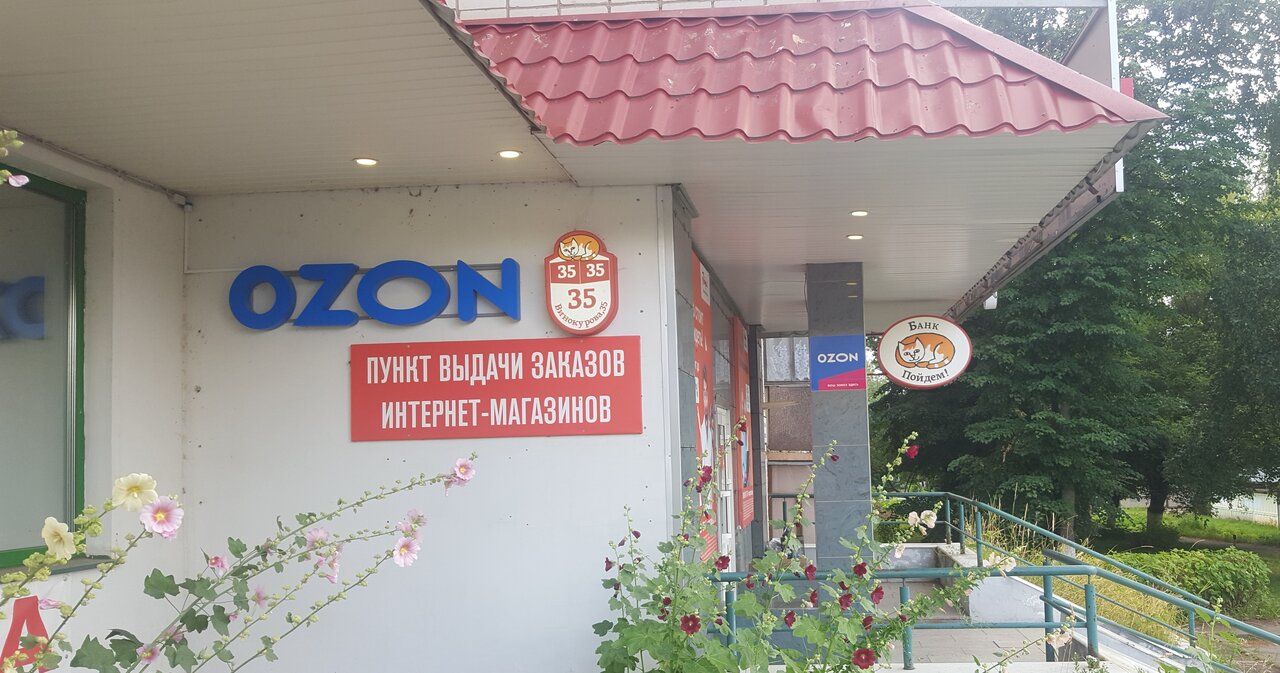 OZON
35 35
35
Винокурова, 35
ПУНКТ ВЫДАЧИ ЗАКАЗОВ
ИНТЕРНЕТ-МАГАЗИНОВ
OZON
Банк
Пойдем!